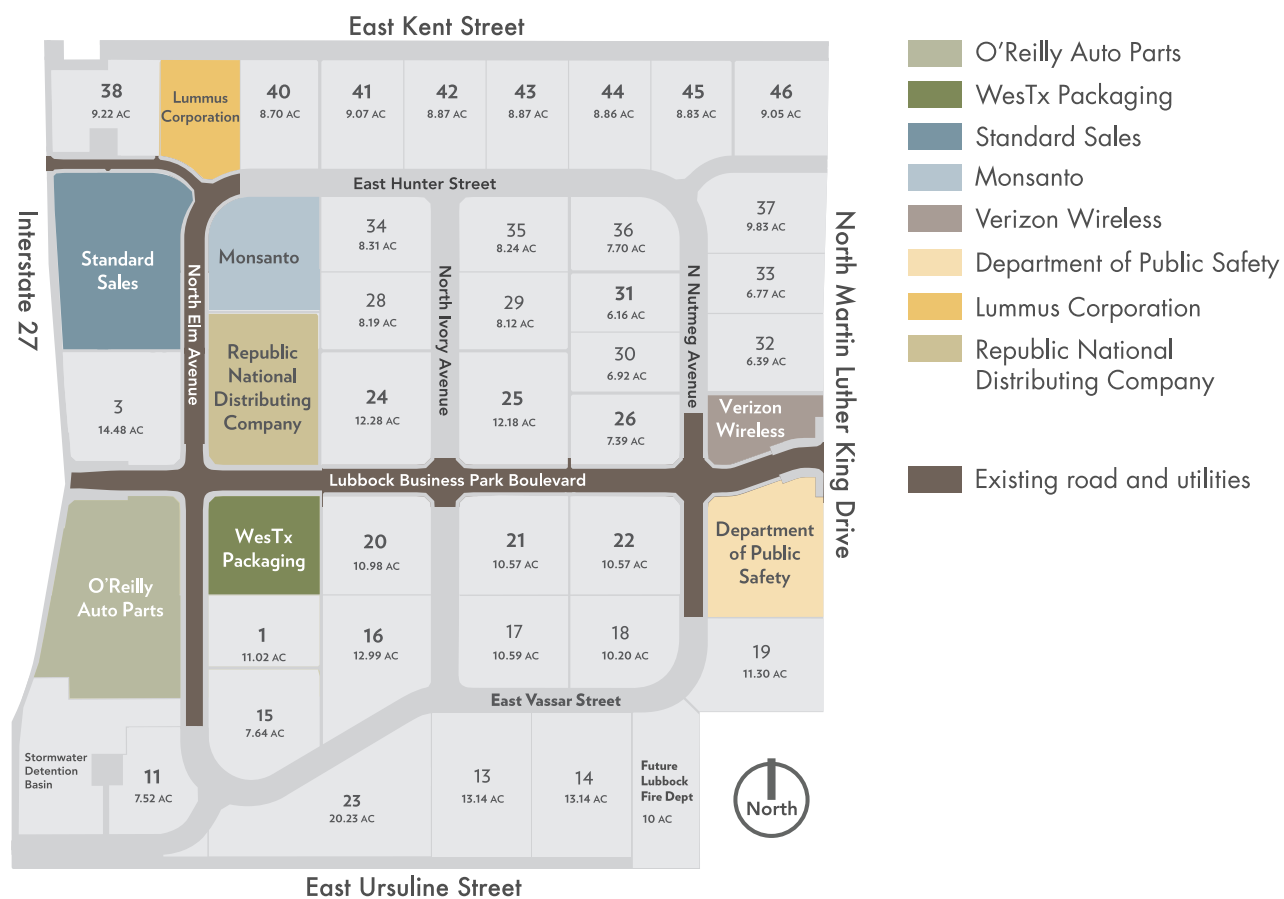 East Kent Street
38
9.22 AC
Lummus
Corporation
40
8.70 AC
41
9.07 AC
42
8.87 AC
43
8.87 AC
44
8.86 AC
45
8.83 AC
46
9.05 AC
East Hunter Street
Interstate 27
Standard
Sales
North Elm Avenue
Monsanto
34
8.31 AC
North Ivory Avenue
35
8.24 AC
36
7.70 AC
N Nutmeg Avenue
37
9.83 AC
North Martin Luther King Drive
28
8.19 AC
29
8.12 AC
31
6.16 AC
33
6.77 AC
3
14.48 AC
Republic
National
Distributing
Company
24
12.28 AC
25
12.18 AC
30
6.92 AC
32
6.39 AC
26
7.39 AC
Verizon
Wireless
Lubbock Business Park Boulevard
O'Reilly
Auto Parts
WesTx
Packaging
20
10.98 AC
21
10.57 AC
22
10.57 AC
Department
of Public
Safety
1
11.02 AC
16
12.99 AC
17
10.59 AC
18
10.20 AC
19
11.30 AC
15
7.64 AC
East Vassar Street
Stormwater
Detention
Basin
11
7.52 AC
23
20.23 AC
13
13.14 AC
14
13.14 AC
Future
Lubbock
Fire Dept
10 AC
North
East Ursuline Street
O'Reilly Auto Parts
WesTx Packaging
Standard Sales
Monsanto
Verizon Wireless
Department of Public Safety
Lummus Corporation
Republic National
Distributing Company
Existing road and utilities